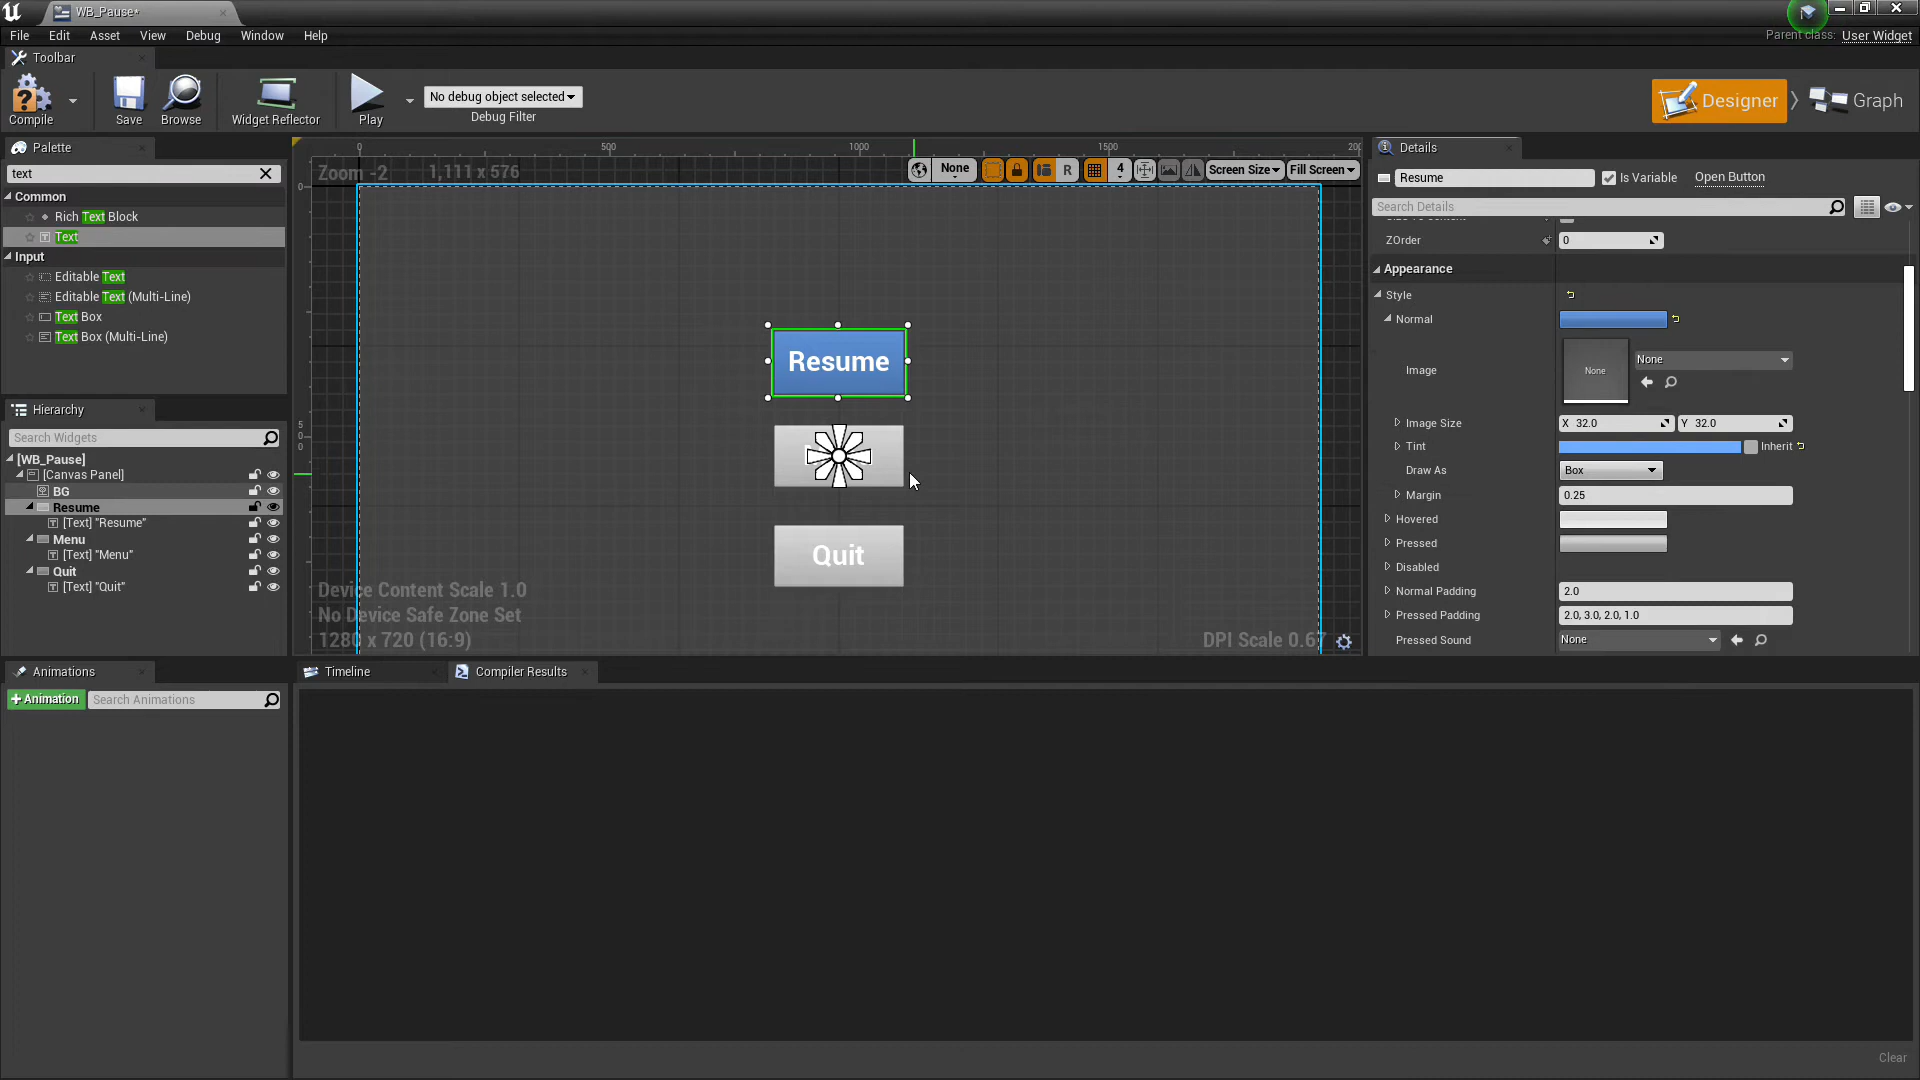 WB_Pause*
File Edit Asset View Debug Window Help
Parent class: User Widget
Toolbar
Compile
Save
Browse
Widget Reflector
Play
No debug object selected
Debug Filter
Designer
Graph
Palette
text
Common
Rich Text Block
Text
Input
Editable Text
Editable Text (Multi-Line)
Text Box
Text Box (Multi-Line)
Hierarchy
Search Widgets
[WB_Pause]
[Canvas Panel]
BG
Resume
[Text] "Resume"
Menu
[Text] "Menu"
Quit
[Text] "Quit"
0 500 1000 1500 200
Zoom -2 1,111 x 576
None R 4 Screen Size Fill Screen
0
500
Resume
Quit
Device Content Scale 1.0
No Device Safe Zone Set
1280 x 720 (16:9)
DPI Scale 0.67
Details
Resume Is Variable Open Button
Search Details
ZOrder 0
Appearance
Style
Normal
Image None None
Image Size X 32.0 Y 32.0
Tint Inherit
Draw As Box
Margin 0.25
Hovered
Pressed
Disabled
Normal Padding 2.0
Pressed Padding 2.0, 3.0, 2.0, 1.0
Pressed Sound None
Animations
+Animation Search Animations
Timeline
Compiler Results
Clear